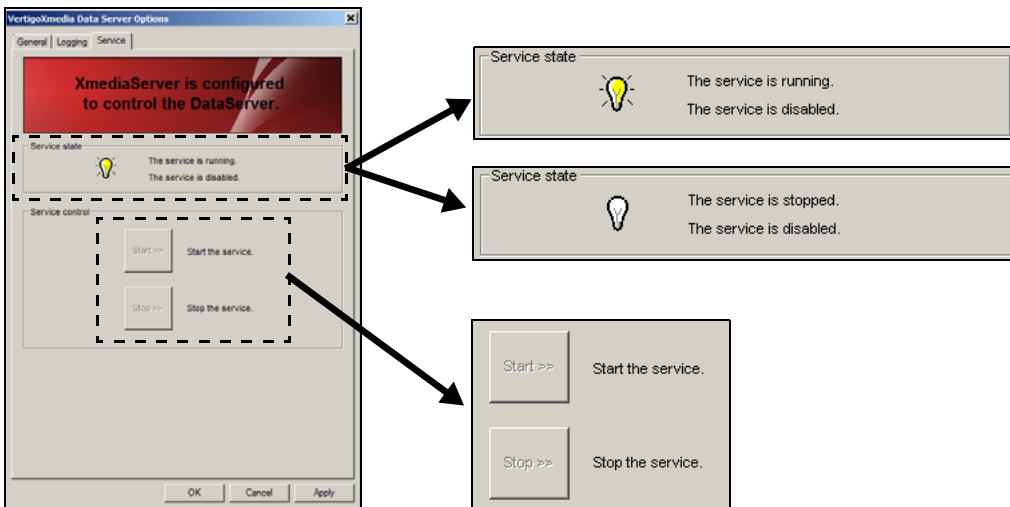 VertigoXmedia Data Server Options
General Logging Service
XmediaServer is configured
to control the DataServer.
Service state
The service is running.
The service is disabled.
Service control
Start >> Start the service.
Stop >> Stop the service.
OK Cancel Apply
Service state
The service is running.
The service is disabled.
Service state
The service is stopped.
The service is disabled.
Start >> Start the service.
Stop >> Stop the service.